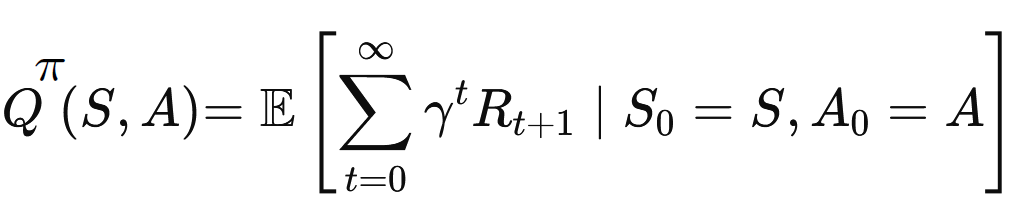 Q^π(S, A)= 𝔼 [∑_{t=0}^{∞} γ^t R_{t+1} | S_0 = S, A_0 = A]